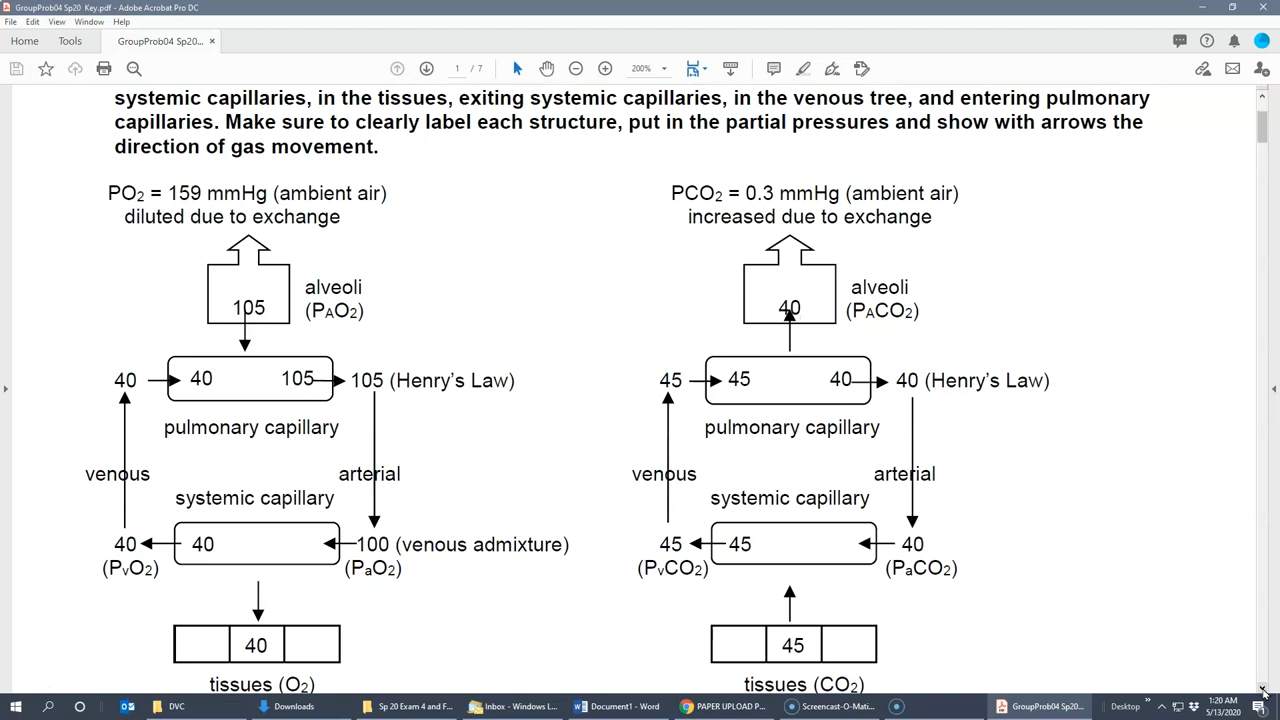 GroupProb04 Sp20 Key.pdf - Adobe Acrobat Pro DC
File Edit View Window Help
Home Tools GroupProb04 Sp20... ×
1 / 7 200%
systemic capillaries, in the tissues, exiting systemic capillaries, in the venous tree, and entering pulmonary
capillaries. Make sure to clearly label each structure, put in the partial pressures and show with arrows the
direction of gas movement.
PO2 = 159 mmHg (ambient air)
diluted due to exchange
105
alveoli
(PAO2)
40 40 105 105 (Henry's Law)
pulmonary capillary
venous arterial
systemic capillary
40 40 100 (venous admixture)
(PvO2) (PaO2)
40
tissues (O2)
PCO2 = 0.3 mmHg (ambient air)
increased due to exchange
40
alveoli
(PACO2)
45 45 40 40 (Henry's Law)
pulmonary capillary
venous arterial
systemic capillary
45 45 40
(PvCO2) (PaCO2)
45
tissues (CO2)
DVC Downloads Sp 20 Exam 4 and F... Inbox - Windows L... Document1 - Word PAPER UPLOAD P... Screencast-O-Mati... GroupProb04 Sp20... Desktop
1:20 AM
5/13/2020